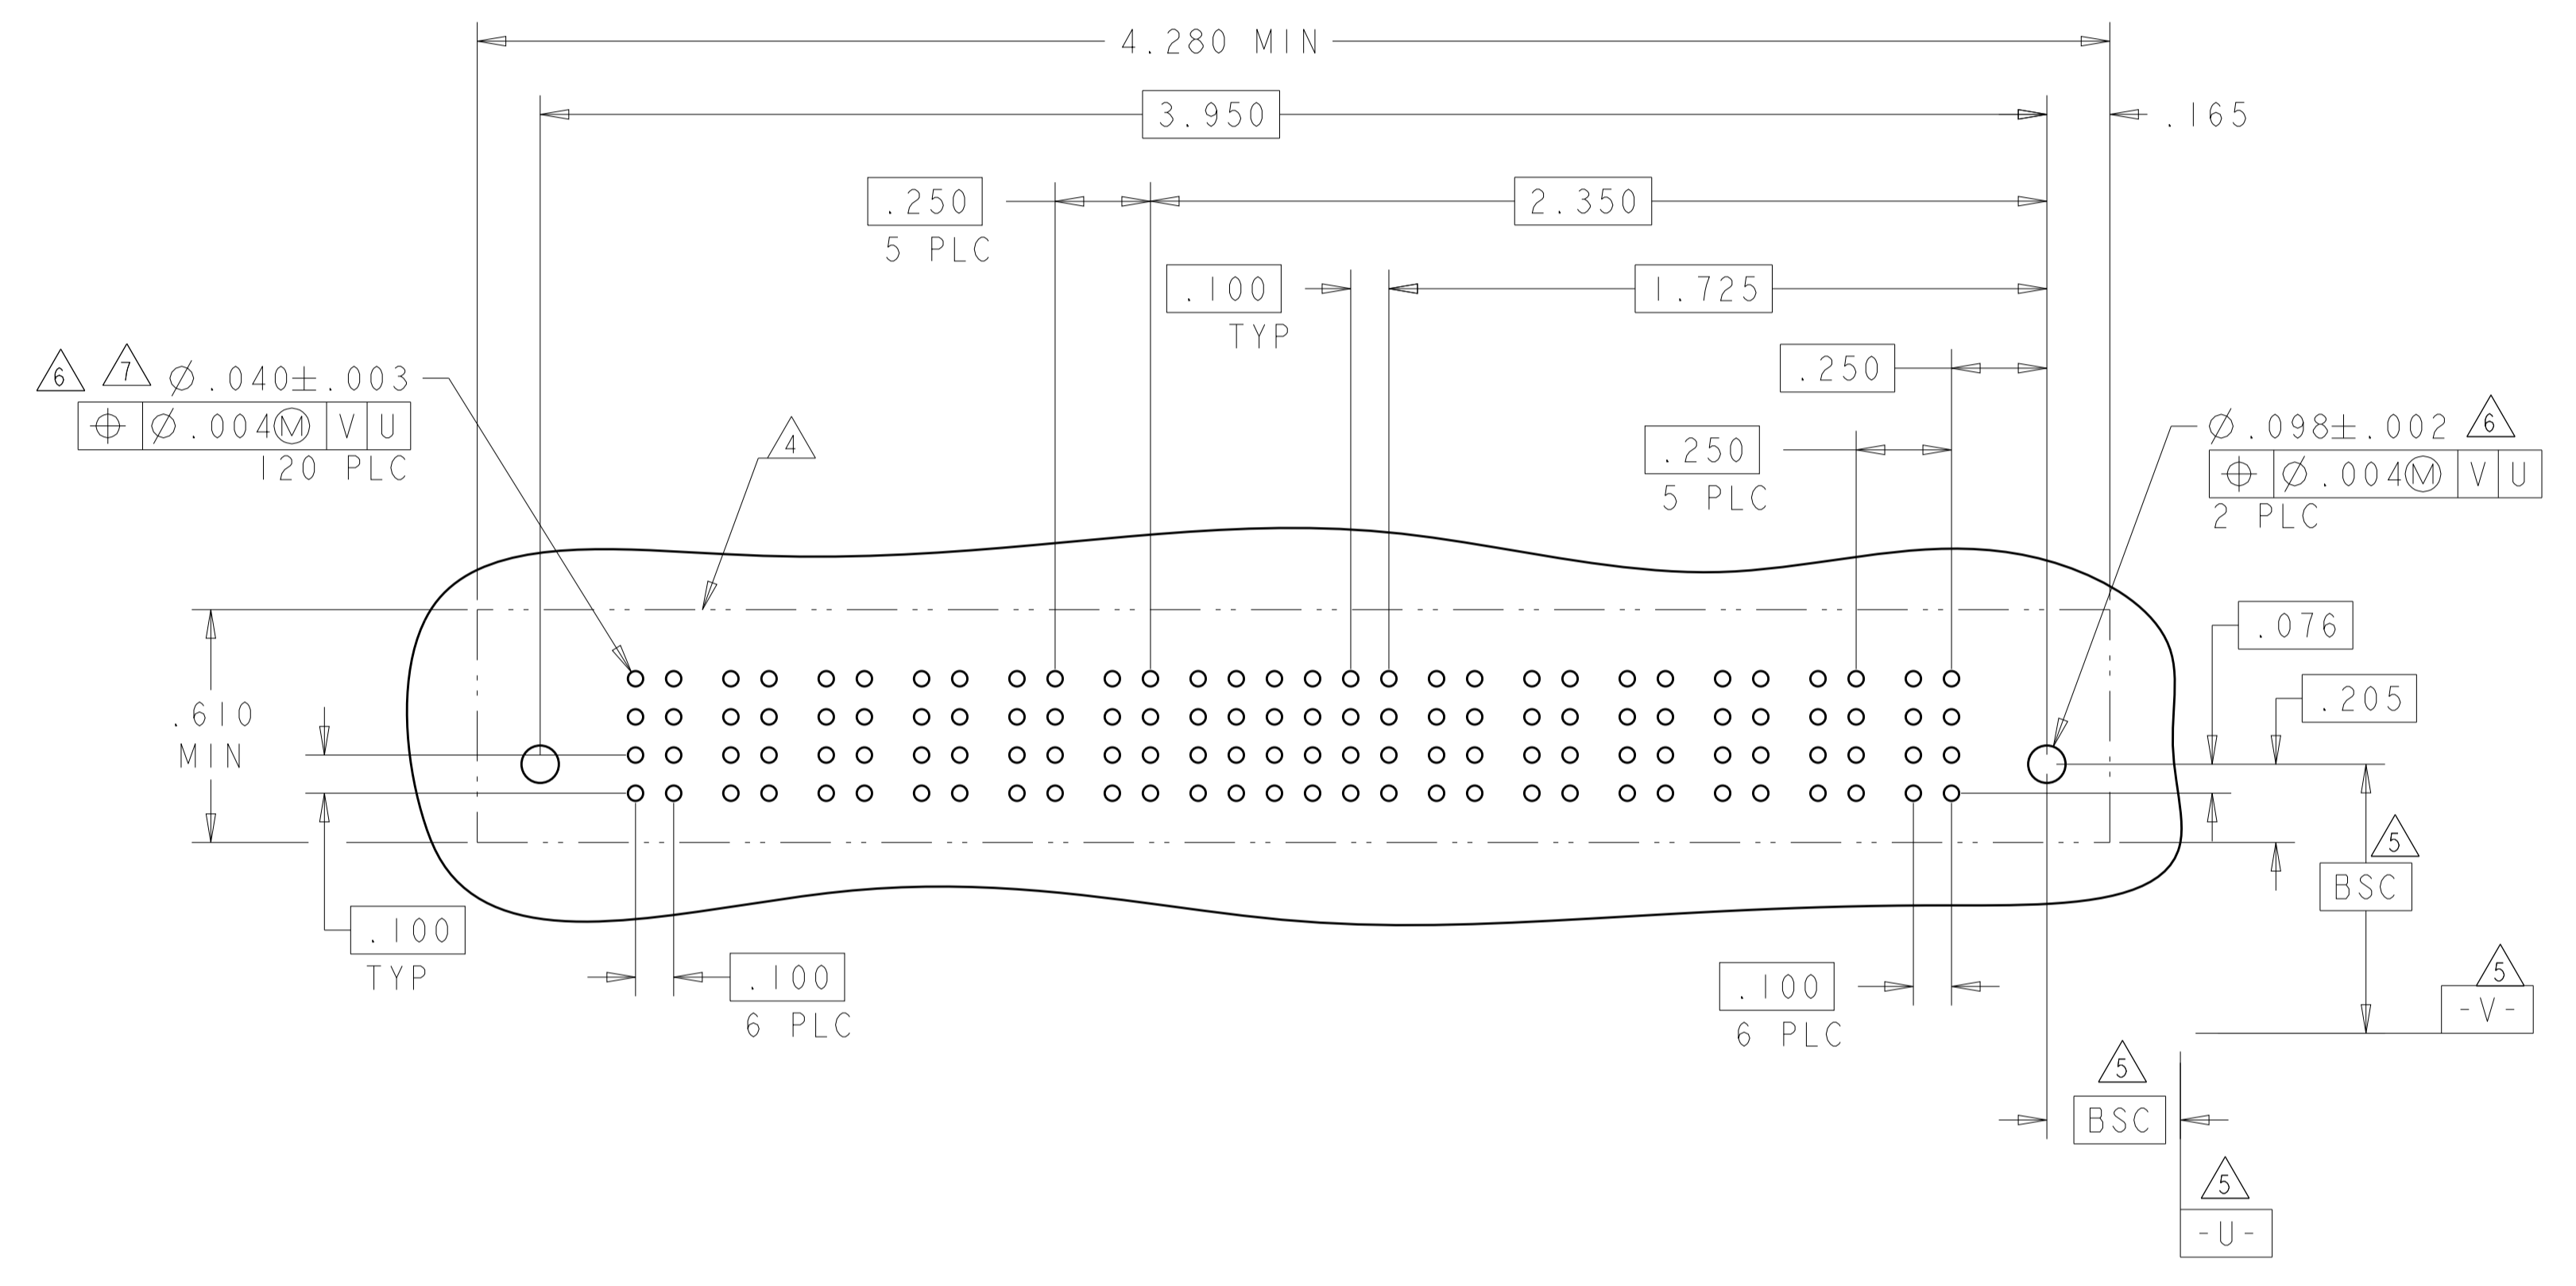 4.280 MIN
3.950
.165
.250
5 PLC
2.350
.100
TYP
1.725
.250
6 7 Ø.040±.003
⌖ Ø.004Ⓜ V U
120 PLC
4
.250
5 PLC
Ø.098±.002 6
⌖ Ø.004Ⓜ V U
2 PLC
.076
.205
.610
MIN
5
BSC
.100
TYP
.100
6 PLC
.100
6 PLC
5
-V-
5
BSC
5
-U-